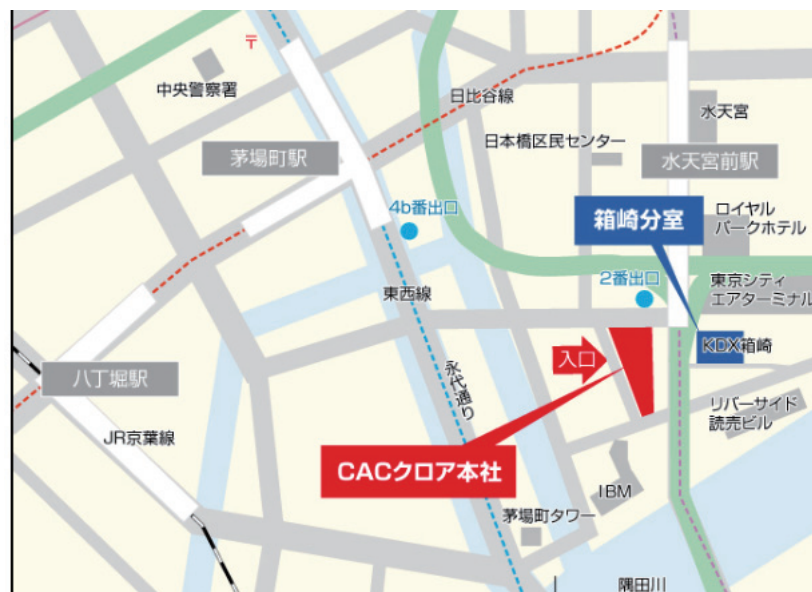 〒
中央警察署
日比谷線
水天宮
日本橋区民センター
茅場町駅
水天宮前駅
4b番出口
箱崎分室
ロイヤル
パークホテル
2番出口
東京シティ
エアターミナル
東西線
入口
KDX箱崎
八丁堀駅
永代通り
リバーサイド
読売ビル
JR京葉線
CACクロア本社
IBM
茅場町タワー
隅田川